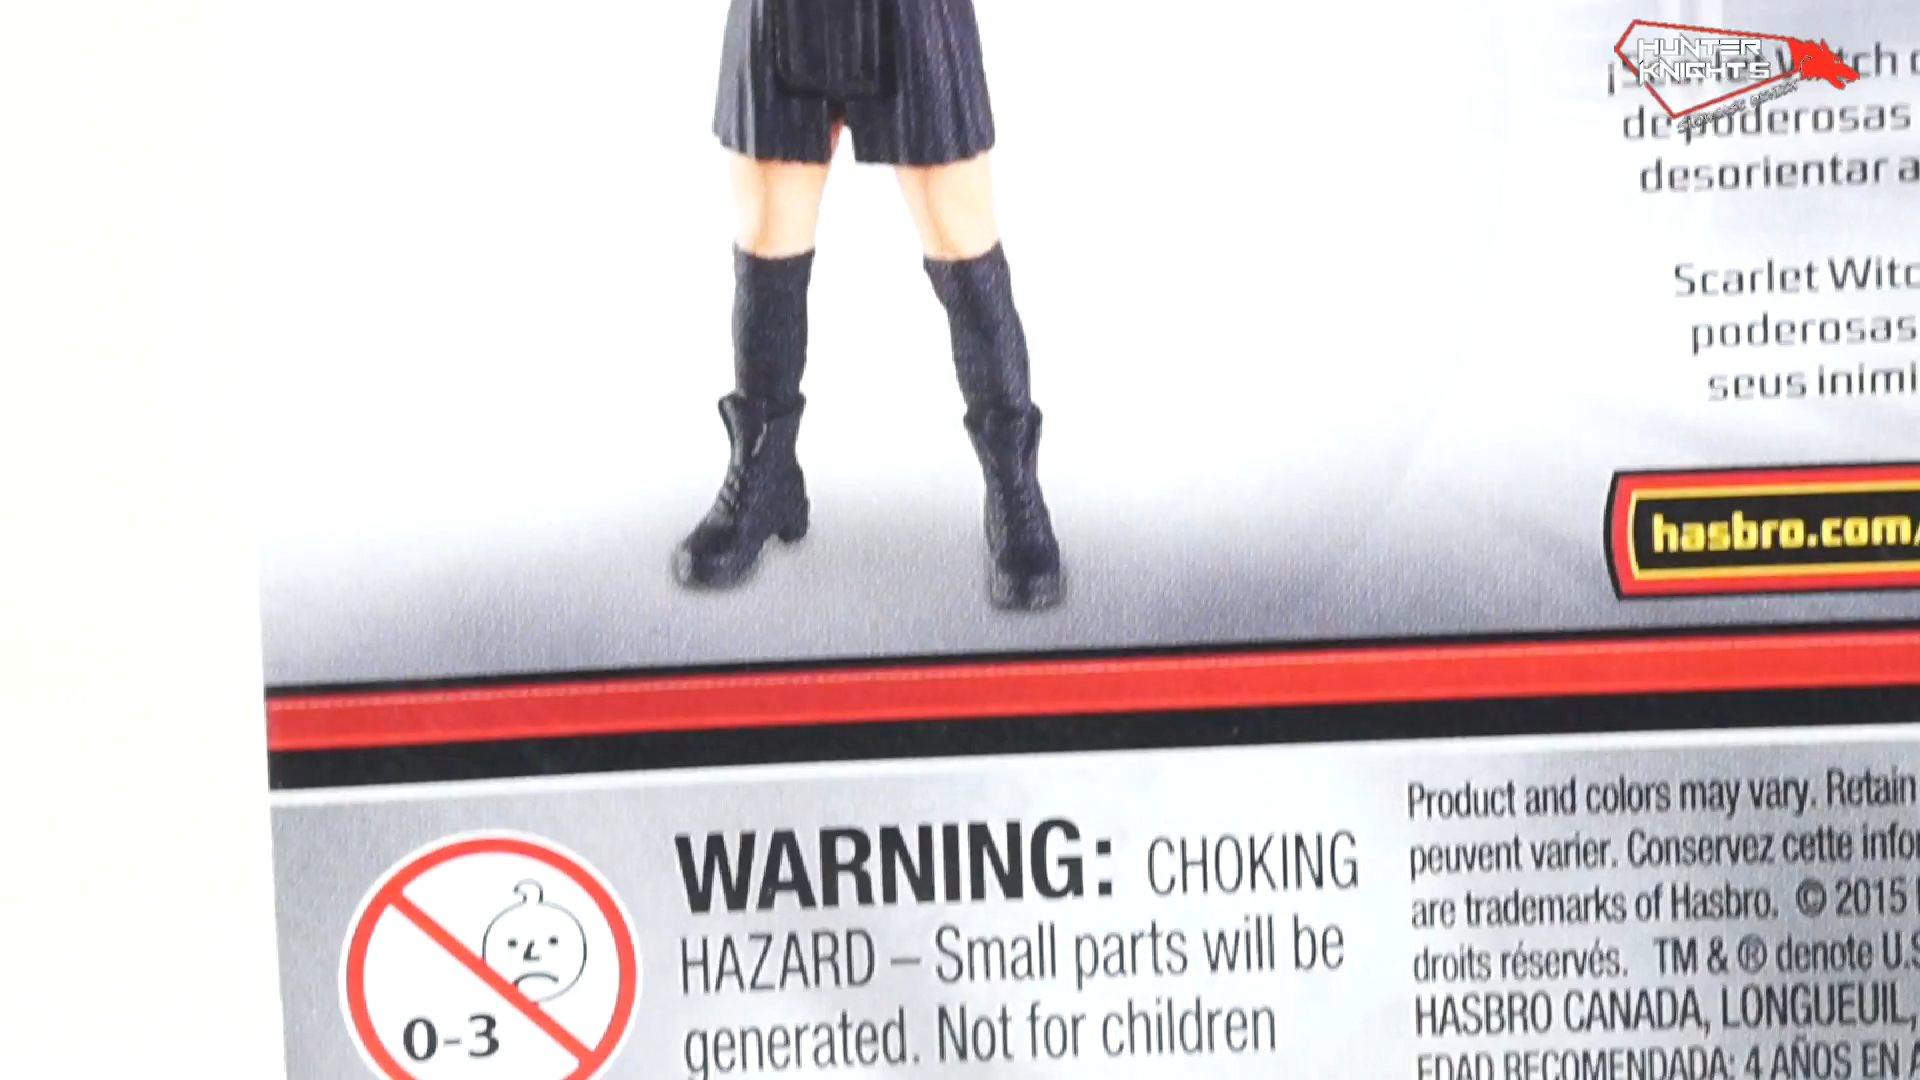 HUNTER
KNIGHTS
tch
de poderosas
desorientar a
Scarlet Witc
poderosas
seus inimi
hasbro.com/
WARNING: CHOKING
HAZARD – Small parts will be
generated. Not for children
0-3
Product and colors may vary. Retain
peuvent varier. Conservez cette infor
are trademarks of Hasbro. © 2015
droits réservés. TM & ® denote U.S
HASBRO CANADA, LONGUEUIL,
EDAD RECOMENDADA: 4 AÑOS EN A